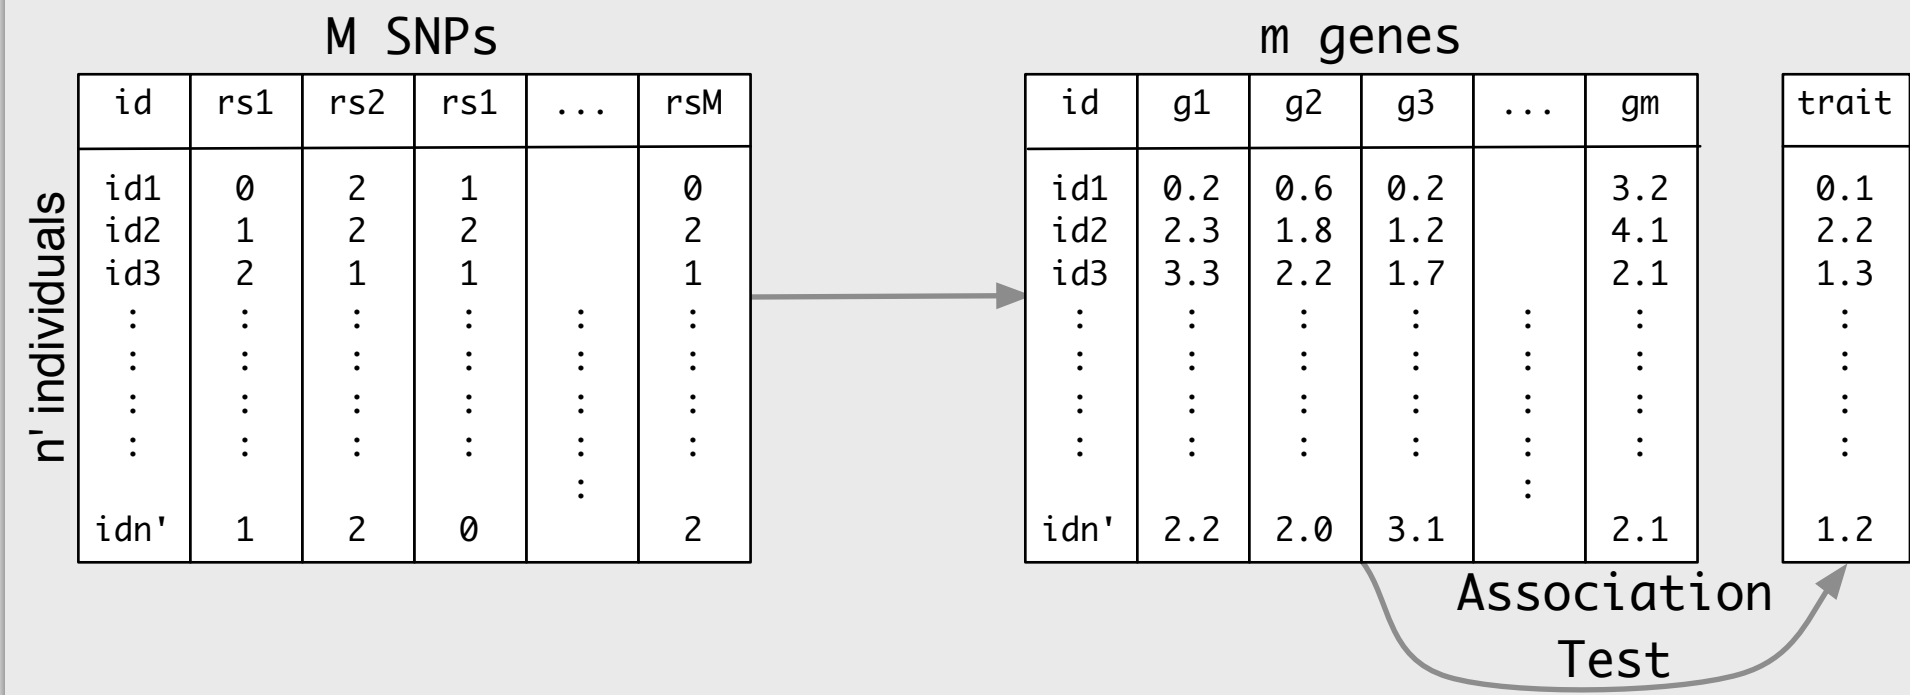 M SNPs
m genes
n' individuals
id rs1 rs2 rs1 ... rsM
id1 0 2 1 0
id2 1 2 2 2
id3 2 1 1 1
: : : : : :
: : : : : :
: : : : : :
: : : : : :
:
idn' 1 2 0 2
id g1 g2 g3 ... gm
id1 0.2 0.6 0.2 3.2
id2 2.3 1.8 1.2 4.1
id3 3.3 2.2 1.7 2.1
: : : : : :
: : : : : :
: : : : : :
: : : : : :
:
idn' 2.2 2.0 3.1 2.1
trait
0.1
2.2
1.3
:
:
:
:
1.2
Association
Test